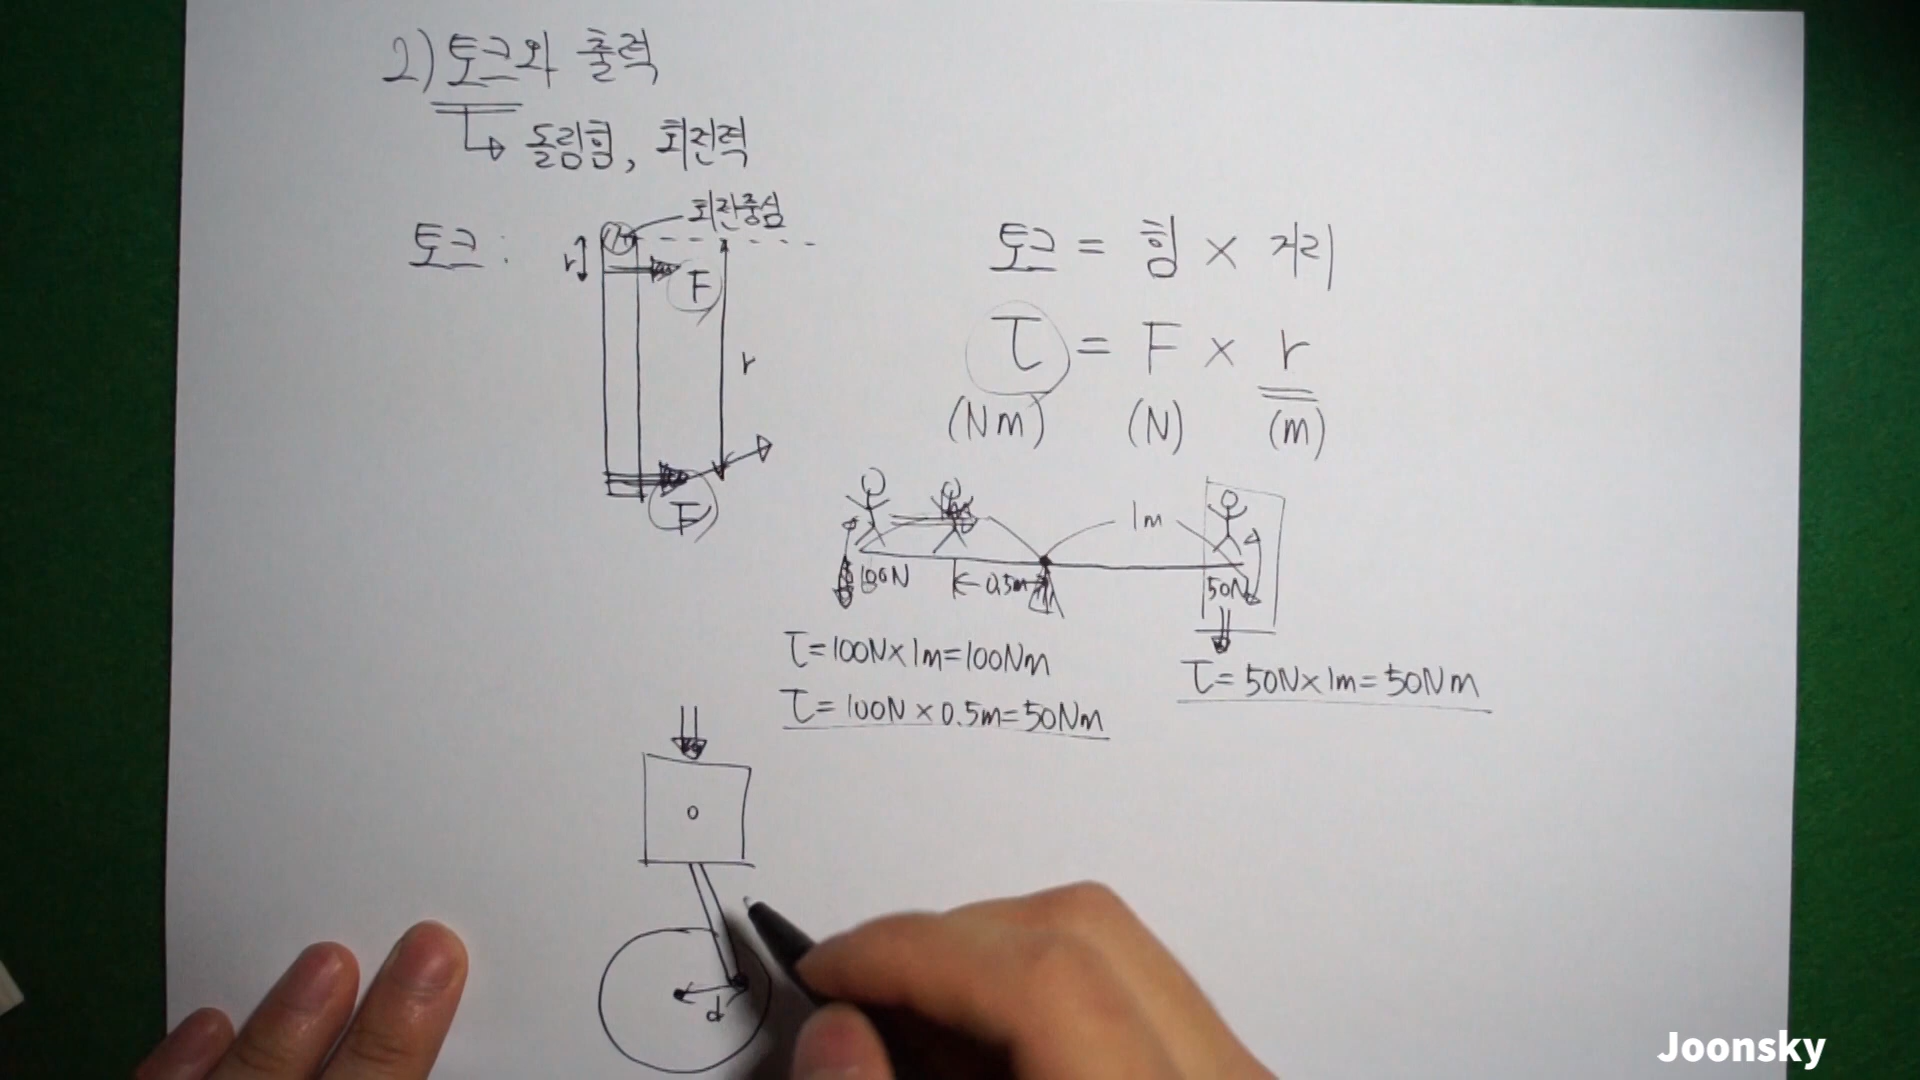 2) 토크와 출력
돌림힘, 회전력
토크 :
회전중심
r
F
r
F
토크 = 힘 × 거리
τ = F × r
(Nm) (N) (m)
1m
100N
0.5m
50N
τ=100N×1m=100Nm
τ=100N×0.5m=50Nm
τ=50N×1m=50Nm
d
Joonsky